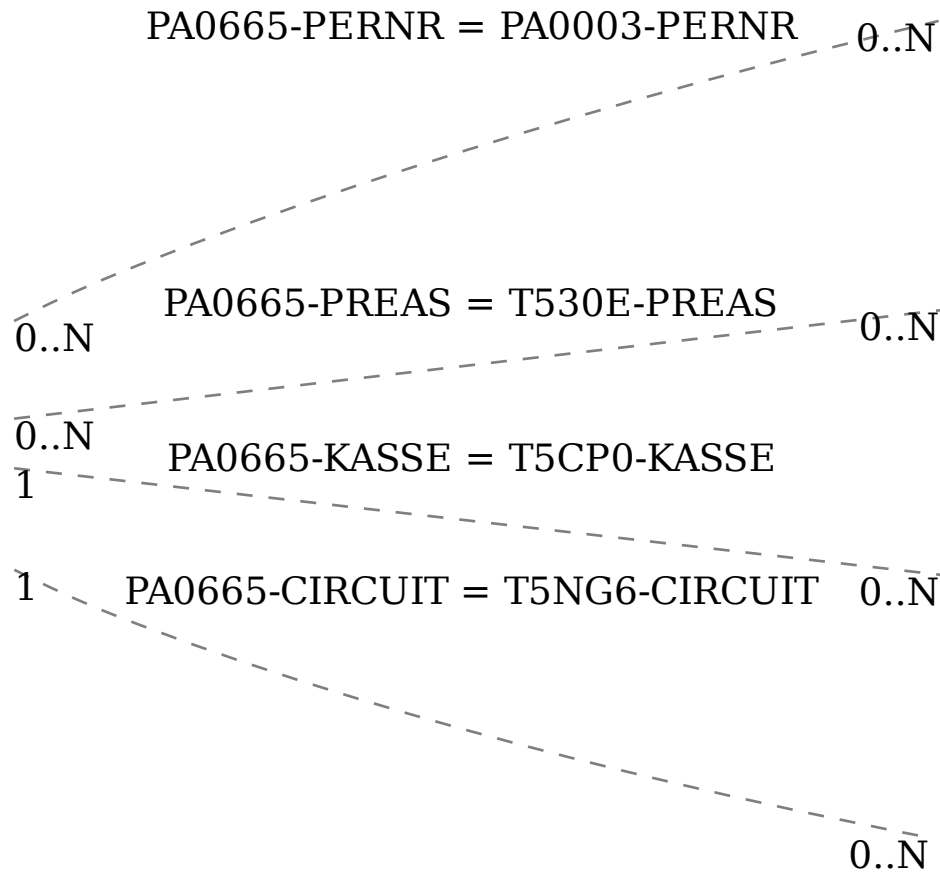 PA0665-PERNR = PA0003-PERNR
0..N
PA0665-PREAS = T530E-PREAS
0..N
0..N
0..N
PA0665-KASSE = T5CP0-KASSE
1
1
PA0665-CIRCUIT = T5NG6-CIRCUIT
0..N
0..N